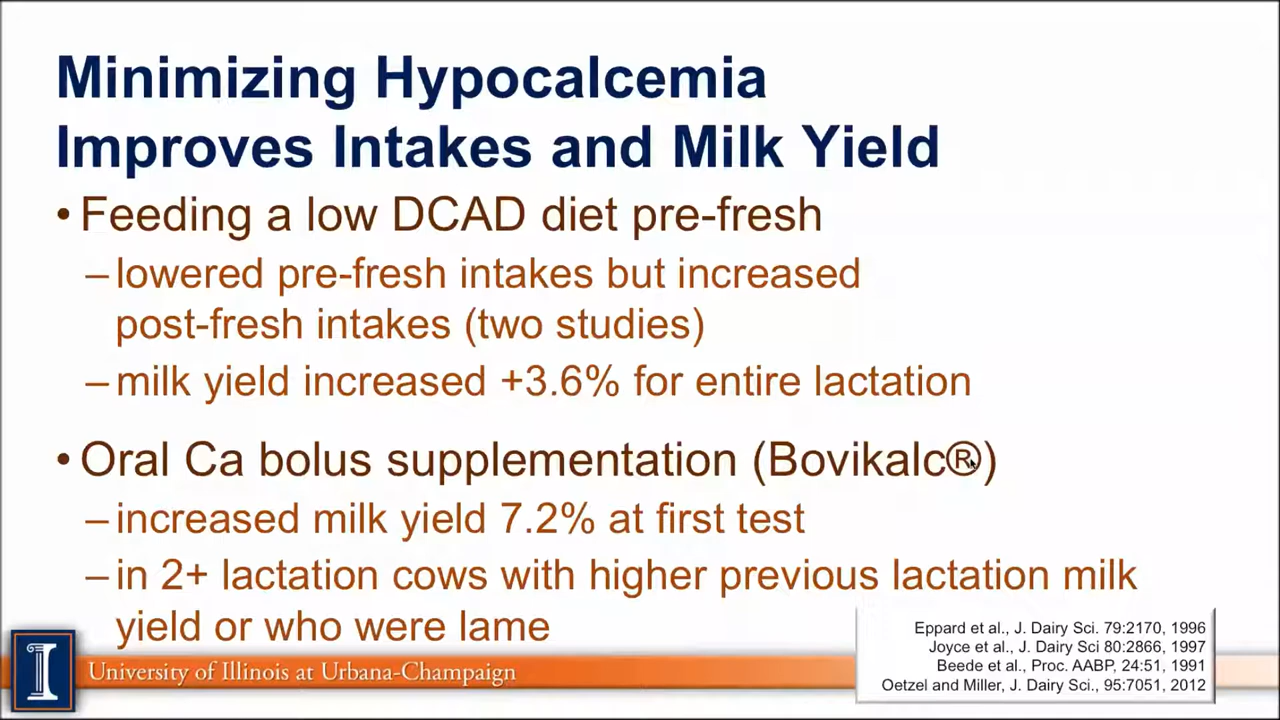 Minimizing Hypocalcemia
Improves Intakes and Milk Yield
•Feeding a low DCAD diet pre-fresh
–lowered pre-fresh intakes but increased
post-fresh intakes (two studies)
–milk yield increased +3.6% for entire lactation
•Oral Ca bolus supplementation (Bovikalc®)
–increased milk yield 7.2% at first test
–in 2+ lactation cows with higher previous lactation milk
yield or who were lame
Eppard et al., J. Dairy Sci. 79:2170, 1996
Joyce et al., J. Dairy Sci 80:2866, 1997
Beede et al., Proc. AABP, 24:51, 1991
Oetzel and Miller, J. Dairy Sci., 95:7051, 2012
I
University of Illinois at Urbana-Champaign